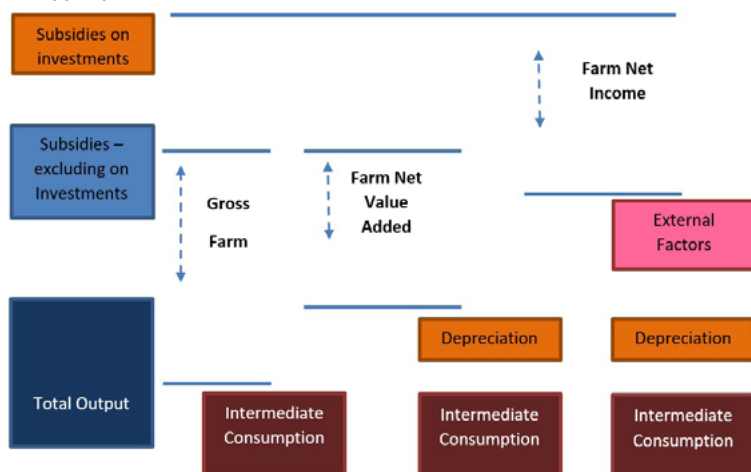 Subsidies on
investments
Farm Net
Income
Subsidies –
excluding on
Investments
Gross
Farm
Farm Net
Value
Added
External
Factors
Depreciation
Depreciation
Total Output
Intermediate
Consumption
Intermediate
Consumption
Intermediate
Consumption